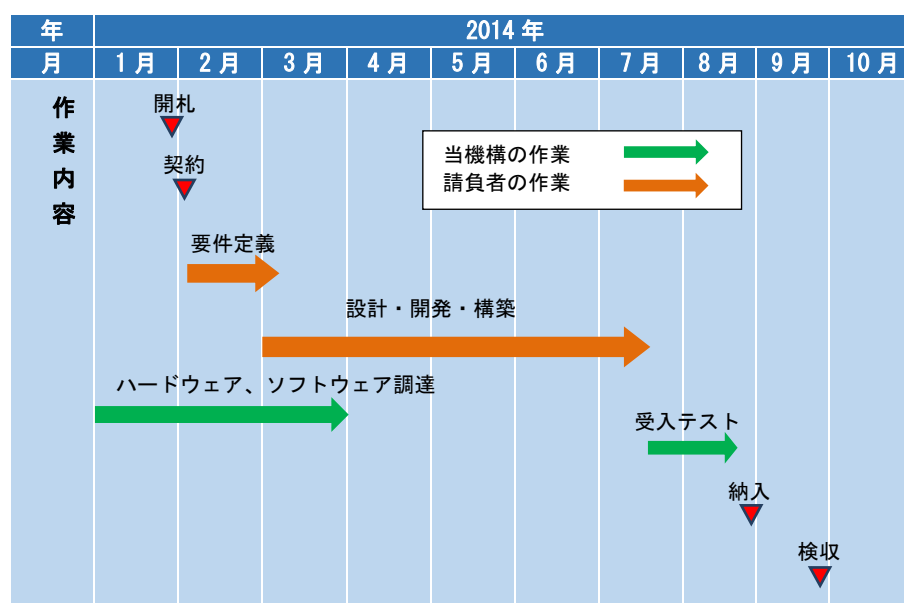 年 2014 年
月 1 月 2 月 3 月 4 月 5 月 6 月 7 月 8 月 9 月 10 月
作業内容
開札
契約
当機構の作業
請負者の作業
要件定義
設計・開発・構築
ハードウェア、ソフトウェア調達
受入テスト
納入
検収